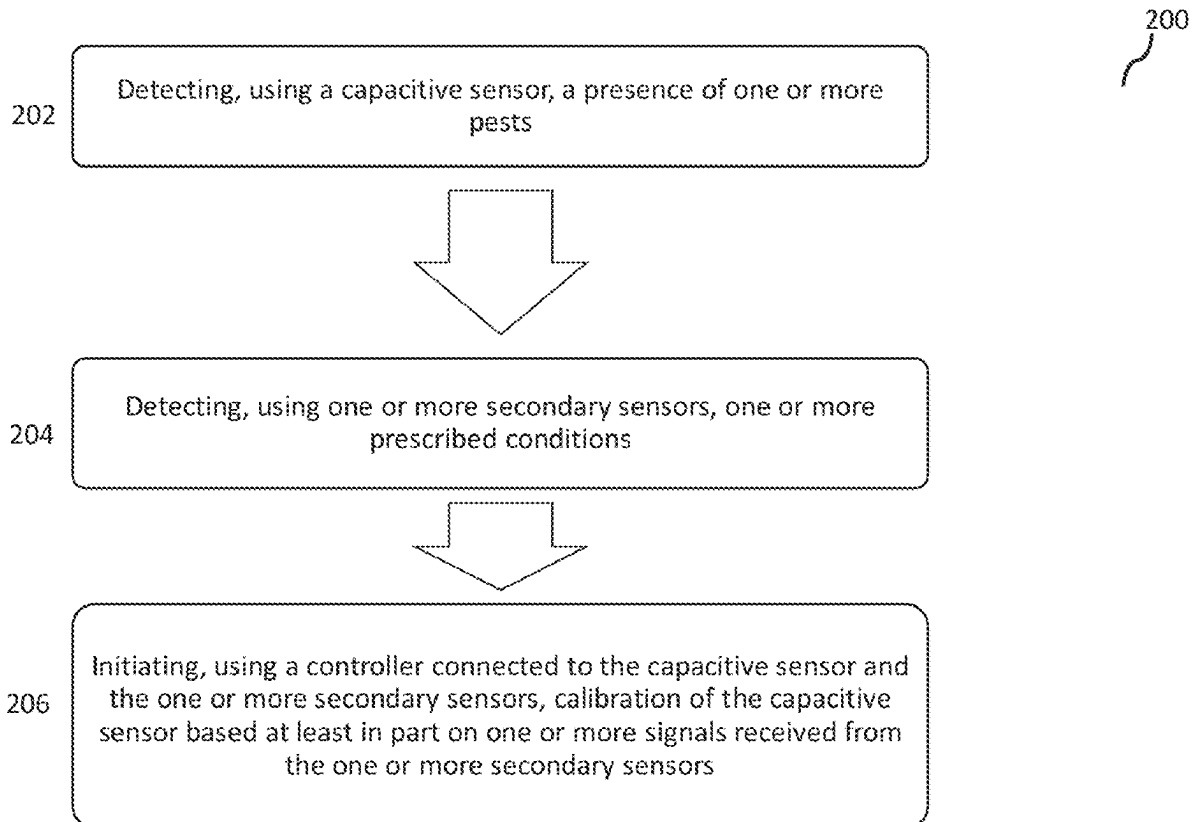 200
Detecting, using a capacitive sensor, a presence of one or more
pests
202
Detecting, using one or more secondary sensors, one or more
prescribed conditions
204
Initiating, using a controller connected to the capacitive sensor and
the one or more secondary sensors, calibration of the capacitive
sensor based at least in part on one or more signals received from
the one or more secondary sensors
206